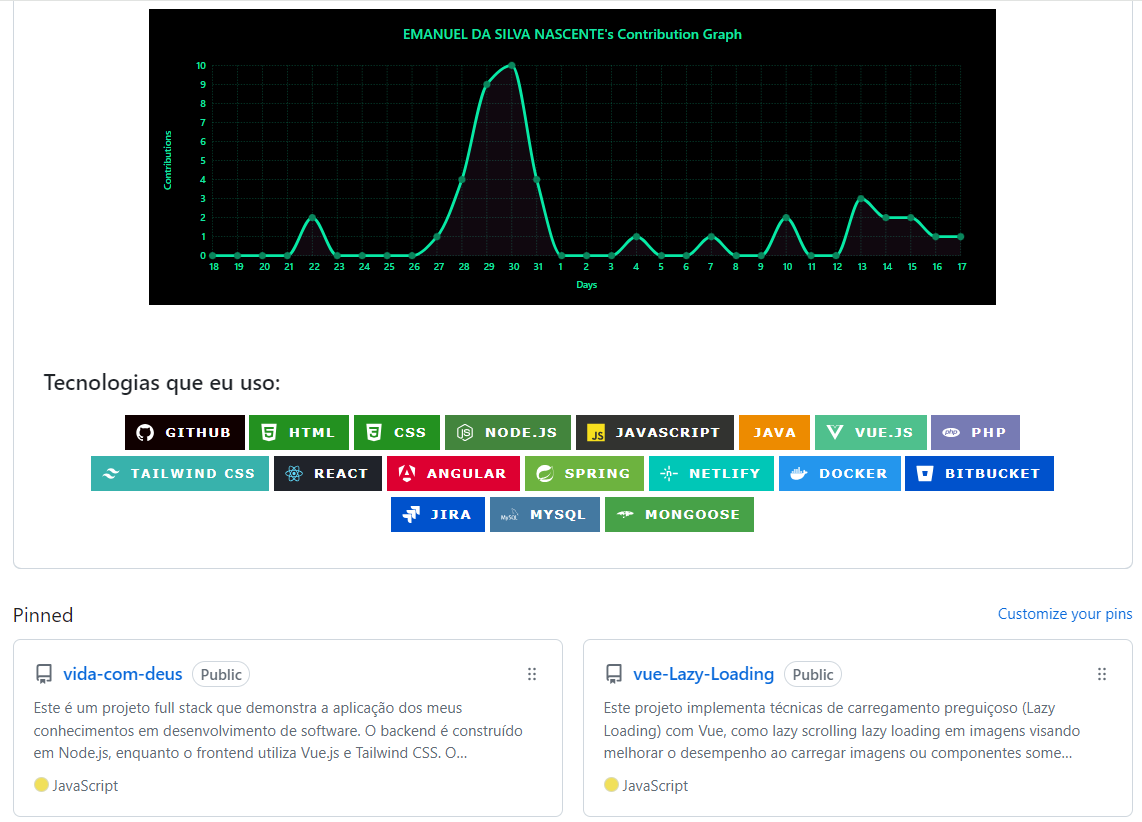 EMANUEL DA SILVA NASCENTE's Contribution Graph
10
9
8
7
6
5
4
3
2
1
0
Contributions
18 19 20 21 22 23 24 25 26 27 28 29 30 31 1 2 3 4 5 6 7 8 9 10 11 12 13 14 15 16 17
Days
Tecnologias que eu uso:
GITHUB HTML CSS NODE.JS JS JAVASCRIPT JAVA VUE.JS php PHP
TAILWIND CSS REACT ANGULAR SPRING NETLIFY DOCKER BITBUCKET
JIRA MySQL MYSQL MONGOOSE
Pinned Customize your pins
vida-com-deus Public
Este é um projeto full stack que demonstra a aplicação dos meus
conhecimentos em desenvolvimento de software. O backend é construído
em Node.js, enquanto o frontend utiliza Vue.js e Tailwind CSS. O…
JavaScript
vue-Lazy-Loading Public
Este projeto implementa técnicas de carregamento preguiçoso (Lazy
Loading) com Vue, como lazy scrolling lazy loading em imagens visando
melhorar o desempenho ao carregar imagens ou componentes some…
JavaScript